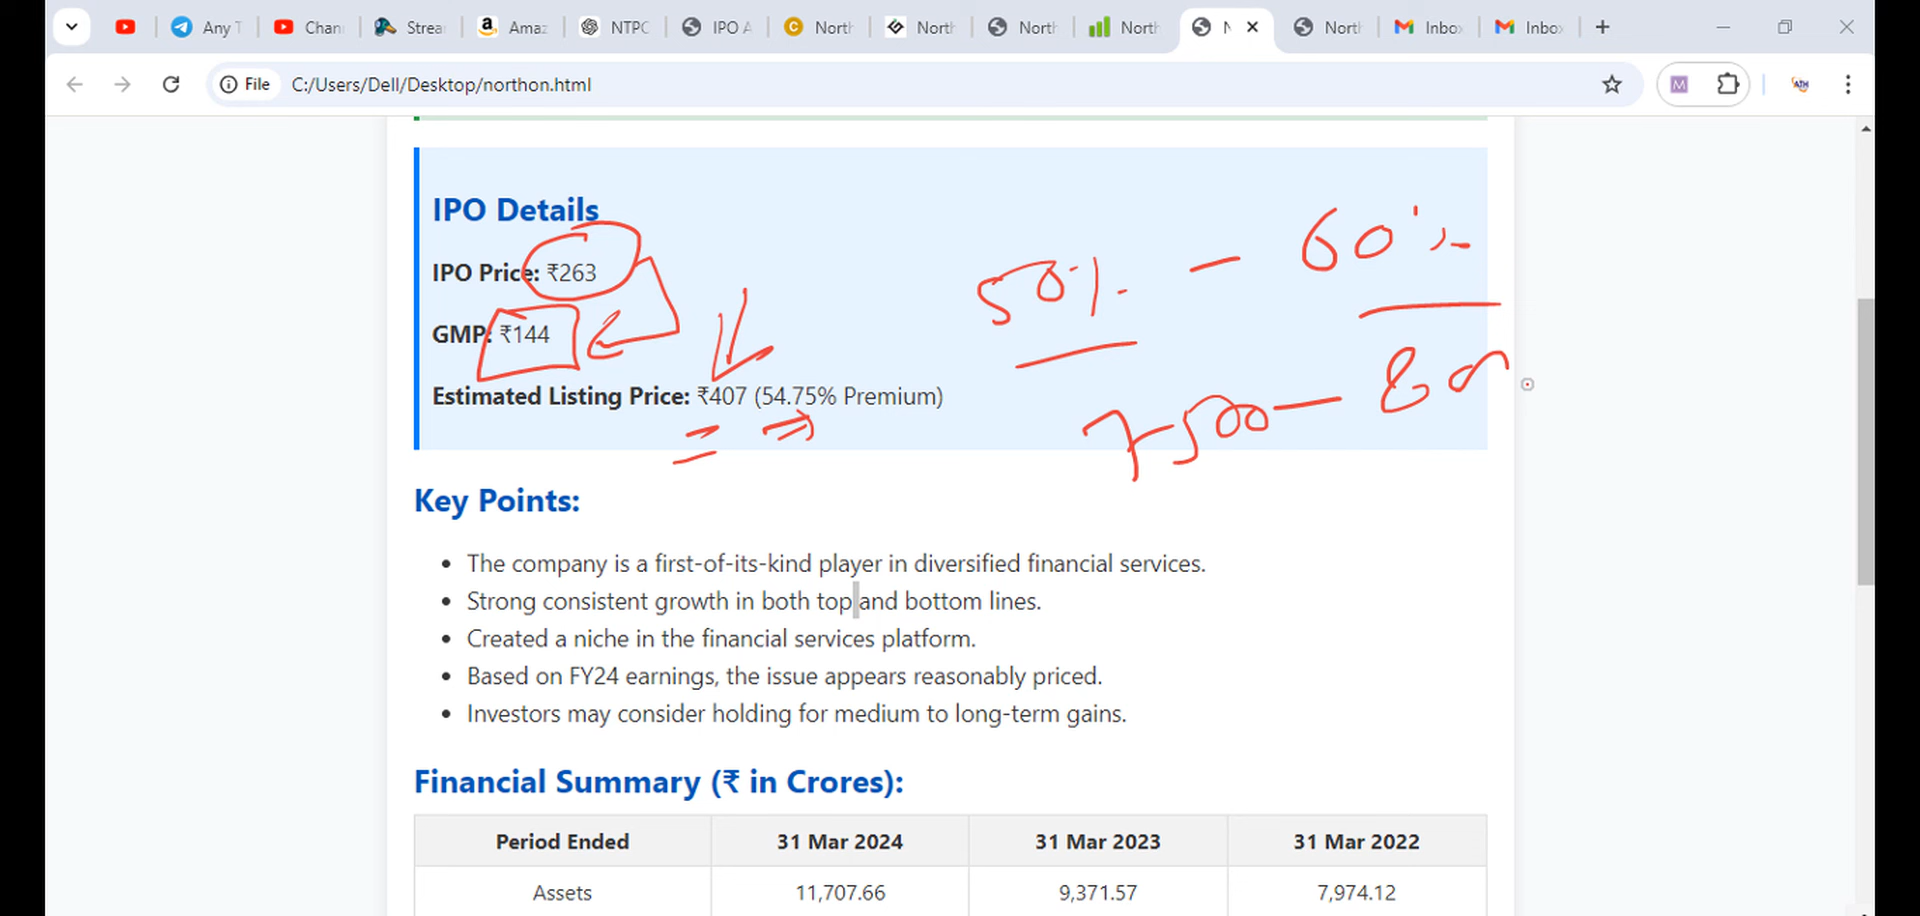 Any T
Chan
Strea
Amaz
NTPC
IPO A
North
North
North
North
N
North
Inbo
Inbo
File
C:/Users/Dell/Desktop/northon.html
M
ATM
IPO Details
IPO Price: ₹263
GMP: ₹144
Estimated Listing Price: ₹407 (54.75% Premium)
50% - 60%
7500 - 80
Key Points:
• The company is a first-of-its-kind player in diversified financial services.
• Strong consistent growth in both top and bottom lines.
• Created a niche in the financial services platform.
• Based on FY24 earnings, the issue appears reasonably priced.
• Investors may consider holding for medium to long-term gains.
Financial Summary (₹ in Crores):
Period Ended 31 Mar 2024 31 Mar 2023 31 Mar 2022
Assets 11,707.66 9,371.57 7,974.12